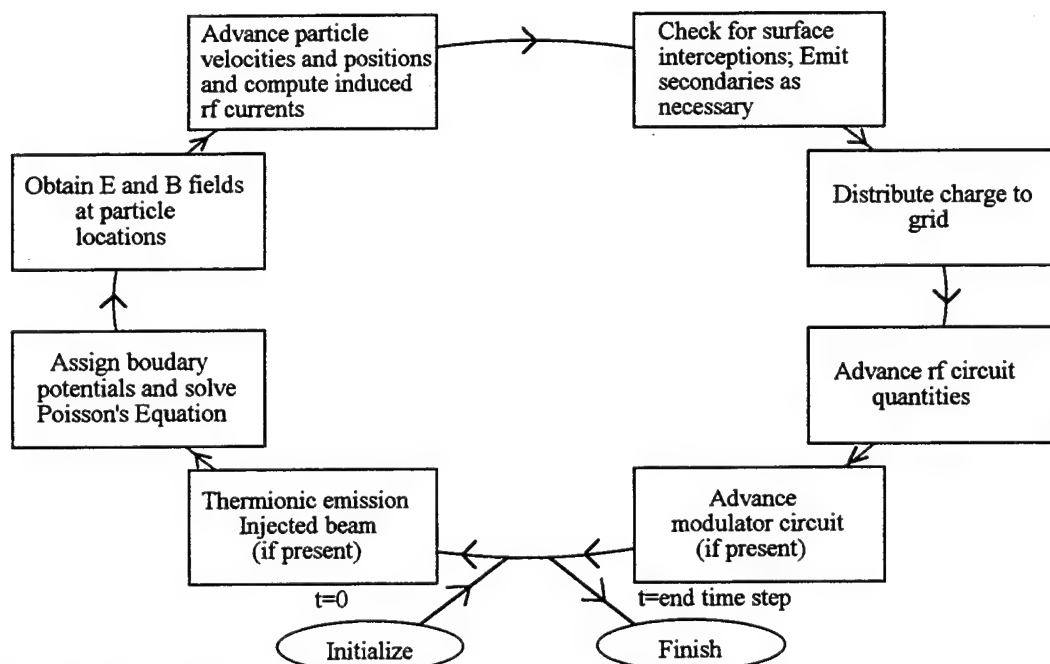 Advance particle
velocities and positions
and compute induced
rf currents
Check for surface
interceptions; Emit
secondaries as
necessary
Obtain E and B fields
at particle
locations
Distribute charge to
grid
Assign boudary
potentials and solve
Poisson's Equation
Advance rf circuit
quantities
Thermionic emission
Injected beam
(if present)
Advance
modulator circuit
(if present)
t=0
t=end time step
Initialize
Finish